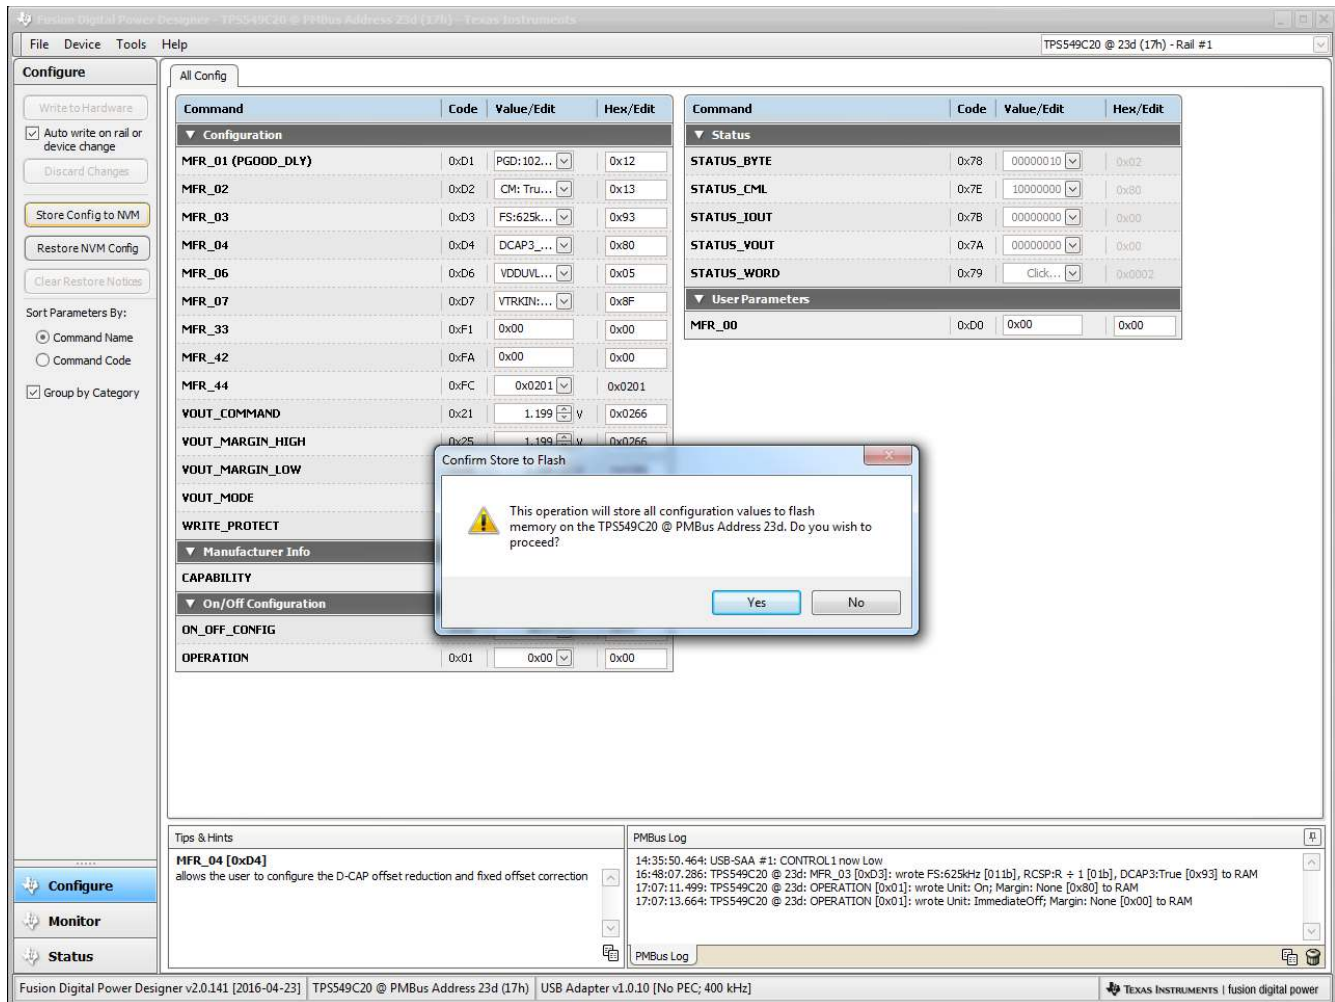 Fusion Digital Power Designer - TPS549C20 @ PMBus Address 23d (17h) - Texas Instruments
File Device Tools Help
TPS549C20 @ 23d (17h) - Rail #1
Configure
Write to Hardware
Auto write on rail or
device change
Discard Changes
Store Config to NVM
Restore NVM Config
Clear Restore Notices
Sort Parameters By:
Command Name
Command Code
Group by Category
All Config
Command Code Value/Edit Hex/Edit
Configuration
MFR_01 (PGOOD_DLY) 0xD1 PGD:102... 0x12
MFR_02 0xD2 CM: Tru... 0x13
MFR_03 0xD3 FS:625k... 0x93
MFR_04 0xD4 DCAP3_... 0x80
MFR_06 0xD6 VDDUVL... 0x05
MFR_07 0xD7 VTRKIN:... 0x8F
MFR_33 0xF1 0x00 0x00
MFR_42 0xFA 0x00 0x00
MFR_44 0xFC 0x0201 0x0201
VOUT_COMMAND 0x21 1.199 V 0x0266
VOUT_MARGIN_HIGH 0x25 1.199 V 0x0266
VOUT_MARGIN_LOW
VOUT_MODE
WRITE_PROTECT
Manufacturer Info
CAPABILITY
On/Off Configuration
ON_OFF_CONFIG
OPERATION 0x01 0x00 0x00
Command Code Value/Edit Hex/Edit
Status
STATUS_BYTE 0x78 00000010 0x02
STATUS_CML 0x7E 10000000 0x80
STATUS_IOUT 0x7B 00000000 0x00
STATUS_VOUT 0x7A 00000000 0x00
STATUS_WORD 0x79 Click... 0x0002
User Parameters
MFR_00 0xD0 0x00 0x00
Confirm Store to Flash
This operation will store all configuration values to flash
memory on the TPS549C20 @ PMBus Address 23d. Do you wish to
proceed?
Yes No
Configure
Monitor
Status
Tips & Hints
MFR_04 [0xD4]
allows the user to configure the D-CAP offset reduction and fixed offset correction
PMBus Log
14:35:50.464: USB-SAA #1: CONTROL1 now Low
16:48:07.286: TPS549C20 @ 23d: MFR_03 [0xD3]: wrote FS:625kHz [011b], RCSP:R ÷ 1 [01b], DCAP3:True [0x93] to RAM
17:07:11.499: TPS549C20 @ 23d: OPERATION [0x01]: wrote Unit: On; Margin: None [0x80] to RAM
17:07:13.664: TPS549C20 @ 23d: OPERATION [0x01]: wrote Unit: ImmediateOff; Margin: None [0x00] to RAM
PMBus Log
Fusion Digital Power Designer v2.0.141 [2016-04-23] TPS549C20 @ PMBus Address 23d (17h) USB Adapter v1.0.10 [No PEC; 400 kHz] TEXAS INSTRUMENTS | fusion digital power